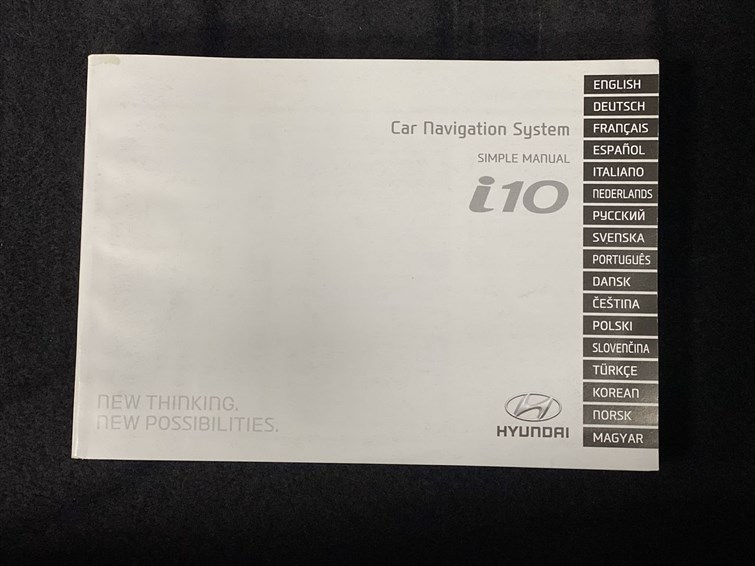 Car Navigation System
SIMPLE MANUAL
i10
ENGLISH
DEUTSCH
FRANÇAIS
ESPAÑOL
ITALIANO
NEDERLANDS
РУССКИЙ
SVENSKA
PORTUGUÊS
DANSK
ČEŠTINA
POLSKI
SLOVENČINA
TÜRKÇE
KOREAN
NORSK
MAGYAR
NEW THINKING.
NEW POSSIBILITIES.
HYUNDAI